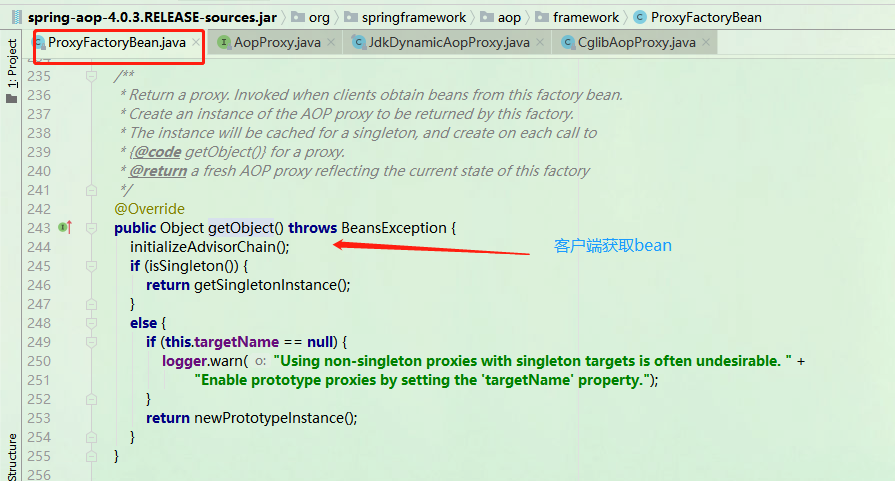 spring-aop-4.0.3.RELEASE-sources.jar org springframework aop framework ProxyFactoryBean
ProxyFactoryBean.java AopProxy.java JdkDynamicAopProxy.java CglibAopProxy.java
1: Project
235 /**
236 * Return a proxy. Invoked when clients obtain beans from this factory bean.
237 * Create an instance of the AOP proxy to be returned by this factory.
238 * The instance will be cached for a singleton, and create on each call to
239 * {@code getObject()} for a proxy.
240 * @return a fresh AOP proxy reflecting the current state of this factory
241 */
242 @Override
243 public Object getObject() throws BeansException {
244 initializeAdvisorChain(); 客户端获取bean
245 if (isSingleton()) {
246 return getSingletonInstance();
247 }
248 else {
249 if (this.targetName == null) {
250 logger.warn( o: "Using non-singleton proxies with singleton targets is often undesirable. " +
251 "Enable prototype proxies by setting the 'targetName' property.");
252 }
253 return newPrototypeInstance();
254 }
255 }
256
Structure